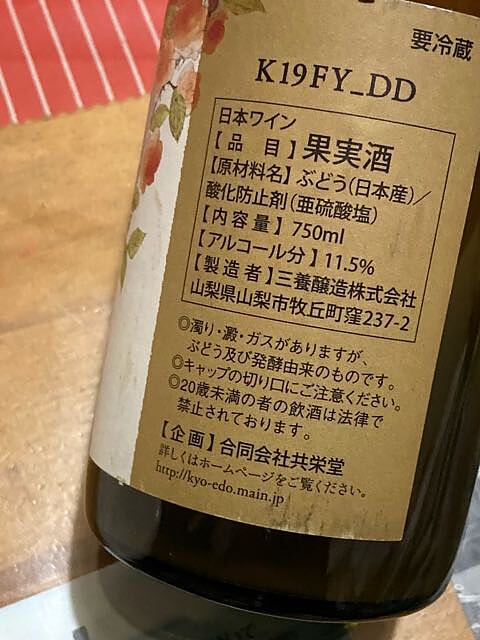 要冷蔵
K19FY_DD
日本ワイン
【品 目】果実酒
【原材料名】ぶどう(日本産)／
酸化防止剤(亜硫酸塩)
【内容量】750ml
【アルコール分】11.5%
【製造者】三養醸造株式会社
山梨県山梨市牧丘町窪237-2
◎濁り・澱・ガスがありますが、
ぶどう及び発酵由来のものです。
◎キャップの切り口にご注意ください。
◎20歳未満の者の飲酒は法律で
禁止されております。
【企画】合同会社共栄堂
詳しくはホームページをご覧ください。
http://kyo-edo.main.jp